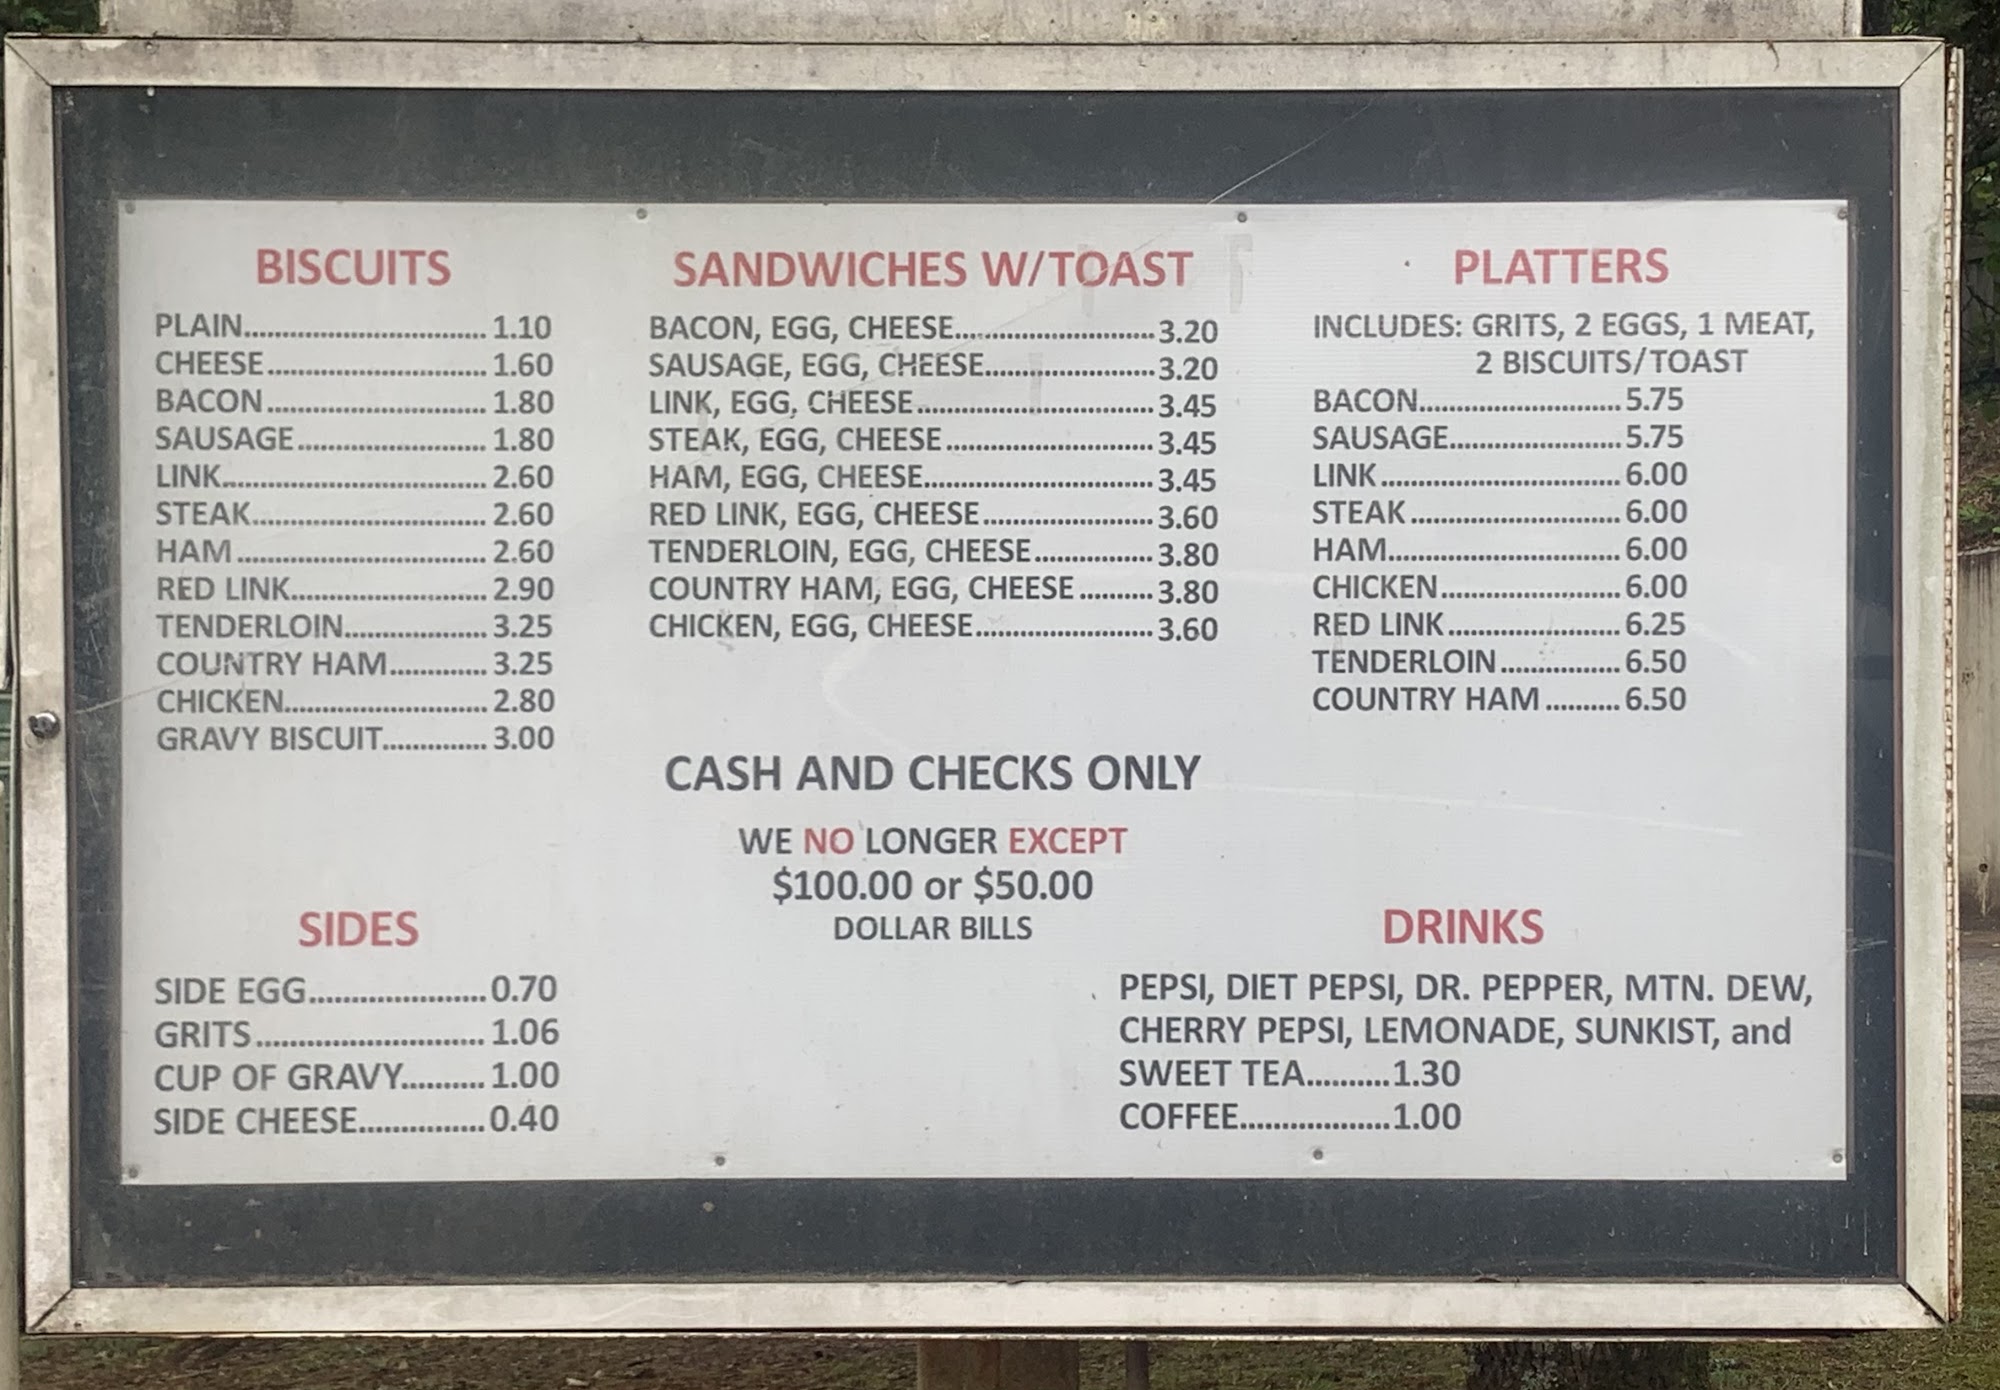 BISCUITS
PLAIN.............................. 1.10
CHEESE........................... 1.60
BACON........................... 1.80
SAUSAGE....................... 1.80
LINK................................ 2.60
STEAK............................. 2.60
HAM............................... 2.60
RED LINK........................ 2.90
TENDERLOIN.................. 3.25
COUNTRY HAM............ 3.25
CHICKEN......................... 2.80
GRAVY BISCUIT............. 3.00
SIDES
SIDE EGG......................0.70
GRITS............................ 1.06
CUP OF GRAVY.......... 1.00
SIDE CHEESE...............0.40
SANDWICHES W/TOAST
BACON, EGG, CHEESE.........................3.20
SAUSAGE, EGG, CHEESE.....................3.20
LINK, EGG, CHEESE............................. 3.45
STEAK, EGG, CHEESE.......................... 3.45
HAM, EGG, CHEESE............................ 3.45
RED LINK, EGG, CHEESE..................... 3.60
TENDERLOIN, EGG, CHEESE............... 3.80
COUNTRY HAM, EGG, CHEESE.......... 3.80
CHICKEN, EGG, CHEESE...................... 3.60
CASH AND CHECKS ONLY
WE NO LONGER EXCEPT
$100.00 or $50.00
DOLLAR BILLS
PLATTERS
INCLUDES: GRITS, 2 EGGS, 1 MEAT,
2 BISCUITS/TOAST
BACON.........................5.75
SAUSAGE.....................5.75
LINK..............................6.00
STEAK..........................6.00
HAM.............................6.00
CHICKEN......................6.00
RED LINK.....................6.25
TENDERLOIN...............6.50
COUNTRY HAM..........6.50
DRINKS
PEPSI, DIET PEPSI, DR. PEPPER, MTN. DEW,
CHERRY PEPSI, LEMONADE, SUNKIST, and
SWEET TEA..........1.30
COFFEE..................1.00